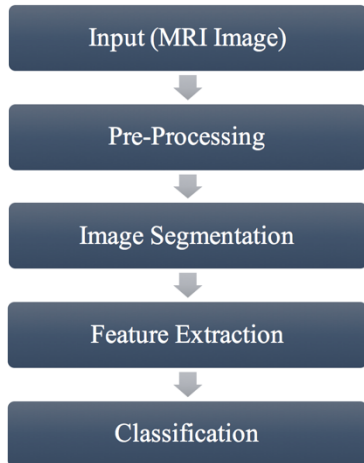 Input (MRI Image)
Pre-Processing
Image Segmentation
Feature Extraction
Classification